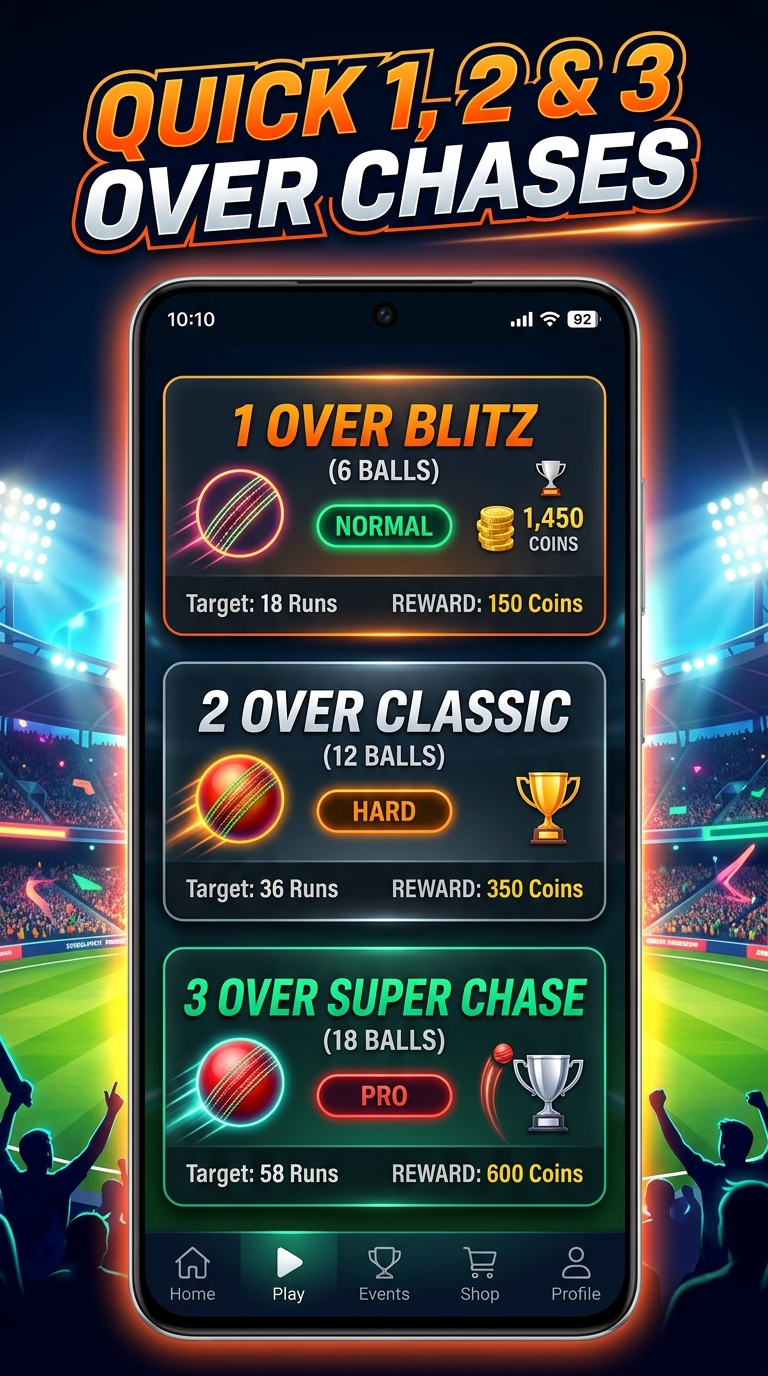 QUICK 1, 2 & 3
OVER CHASES
10:10
92
1 OVER BLITZ
(6 BALLS)
NORMAL
1,450
COINS
Target: 18 Runs
REWARD: 150 Coins
2 OVER CLASSIC
(12 BALLS)
HARD
Target: 36 Runs
REWARD: 350 Coins
3 OVER SUPER CHASE
(18 BALLS)
PRO
Target: 58 Runs
REWARD: 600 Coins
Home
Play
Events
Shop
Profile